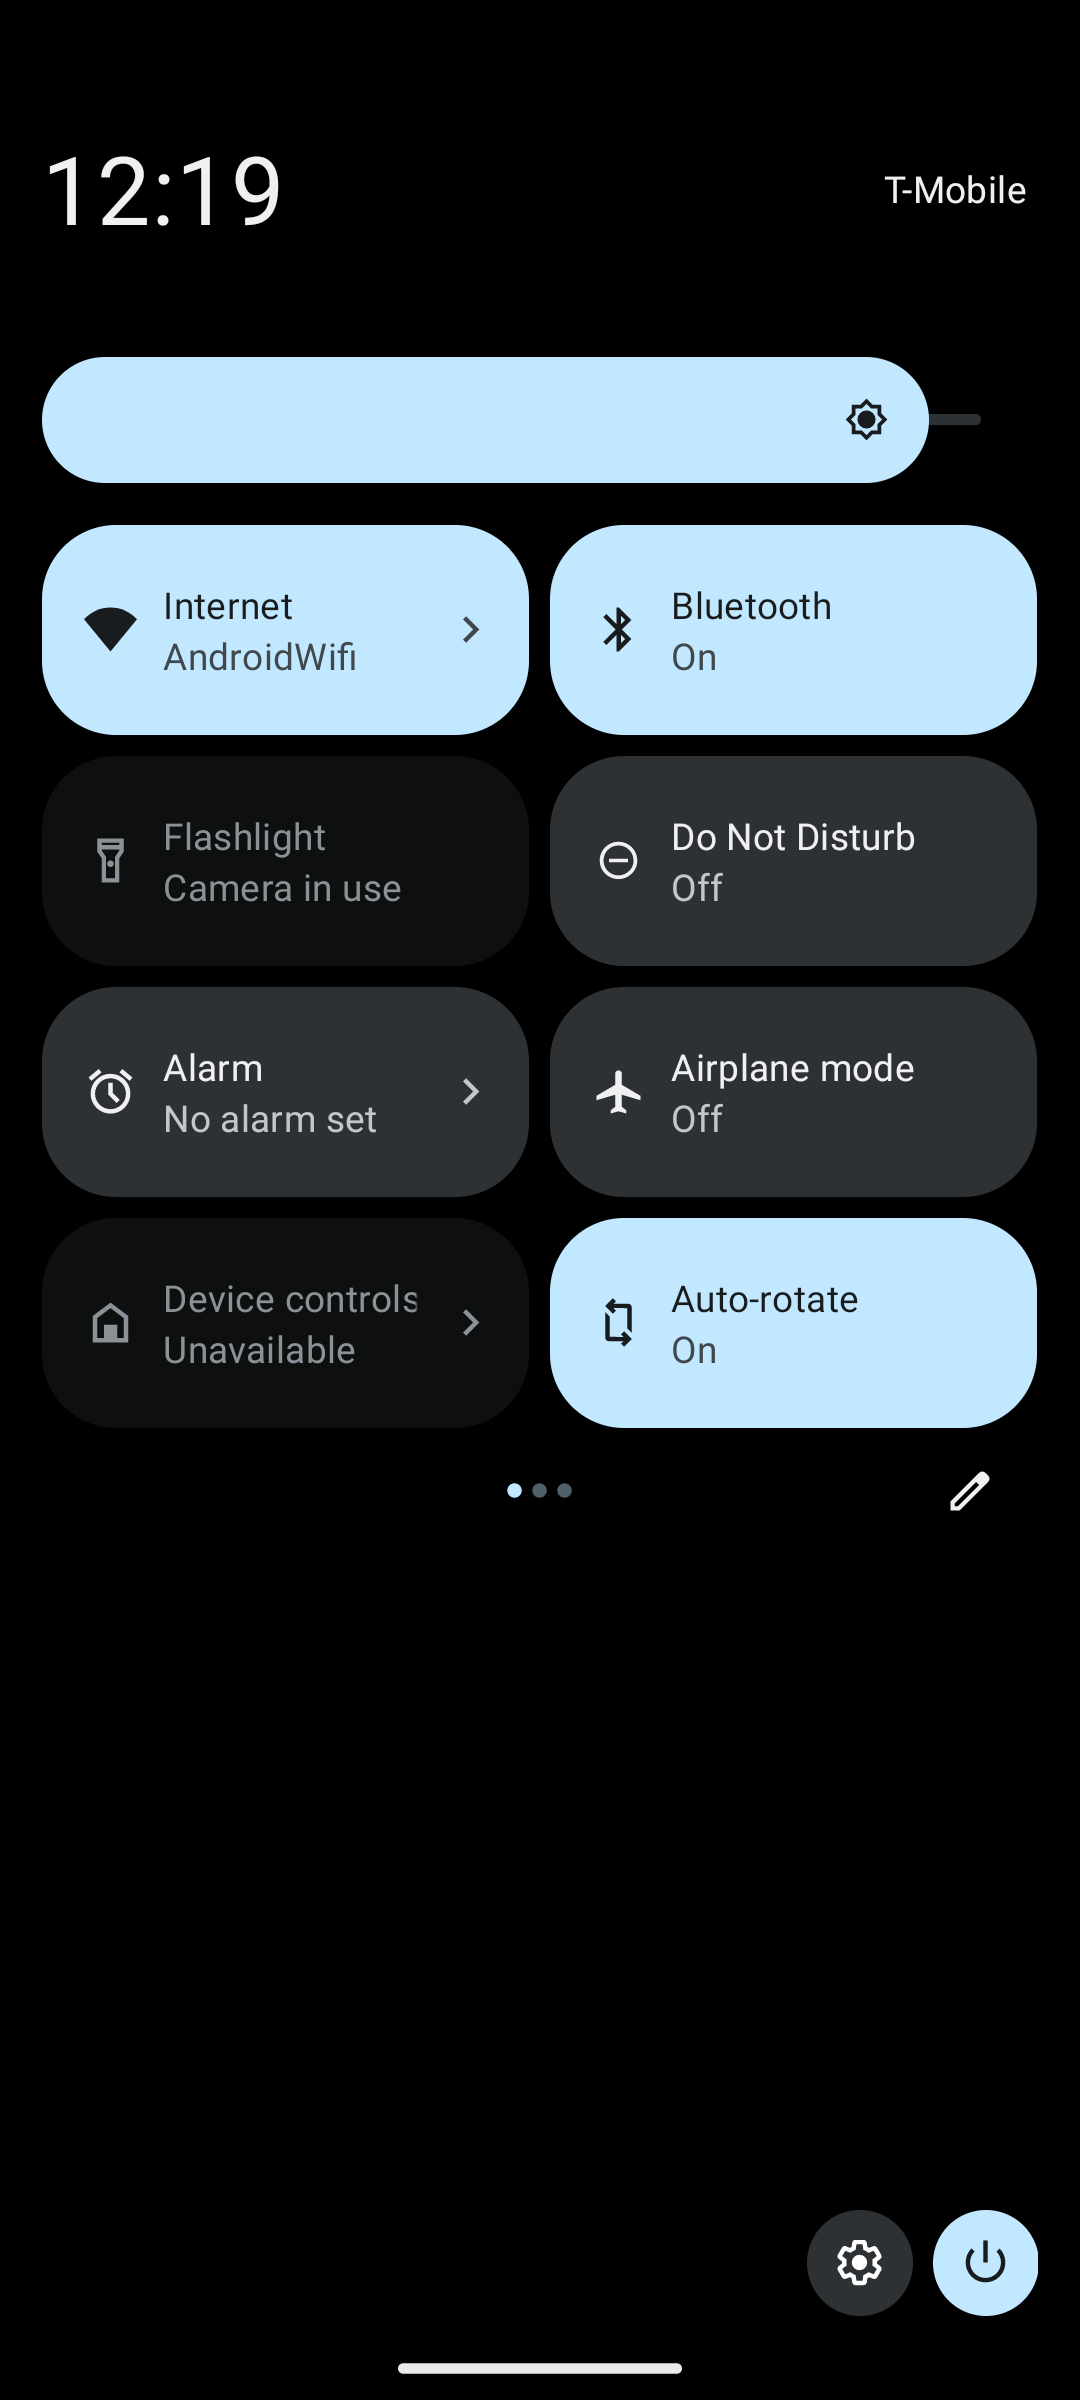 12:19
T-Mobile
Internet
AndroidWifi
Bluetooth
On
Flashlight
Camera in use
Do Not Disturb
Off
Alarm
No alarm set
Airplane mode
Off
Device controls
Unavailable
Auto-rotate
On